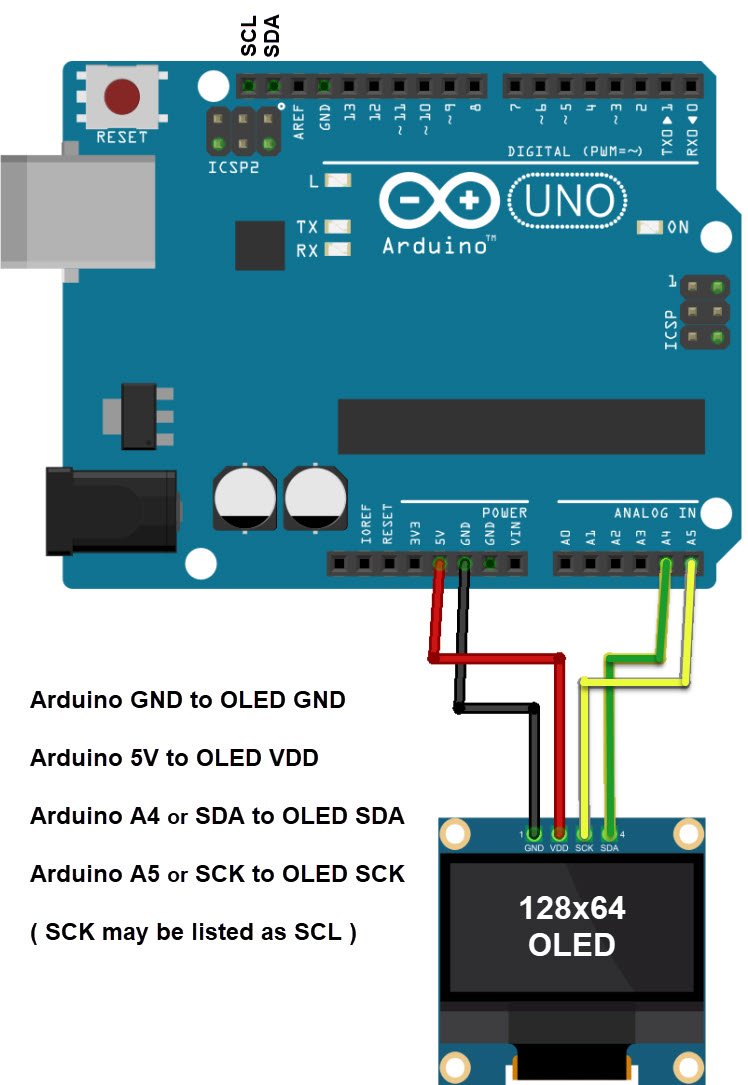 SCL
SDA
RESET
ICSP2
AREF
GND
13
12
~11
~10
~9
8
7
~6
~5
4
~3
2
TX0 ▶ 1
RX0 ◀ 0
DIGITAL (PWM=~)
L
TX
RX
UNO
Arduino™
ON
1
ICSP
POWER
ANALOG IN
IOREF
RESET
3V3
5V
GND
GND
VIN
A0
A1
A2
A3
A4
A5
Arduino GND to OLED GND
Arduino 5V to OLED VDD
Arduino A4 or SDA to OLED SDA
Arduino A5 or SCK to OLED SCK
( SCK may be listed as SCL )
1
4
GND VDD SCK SDA
128x64
OLED